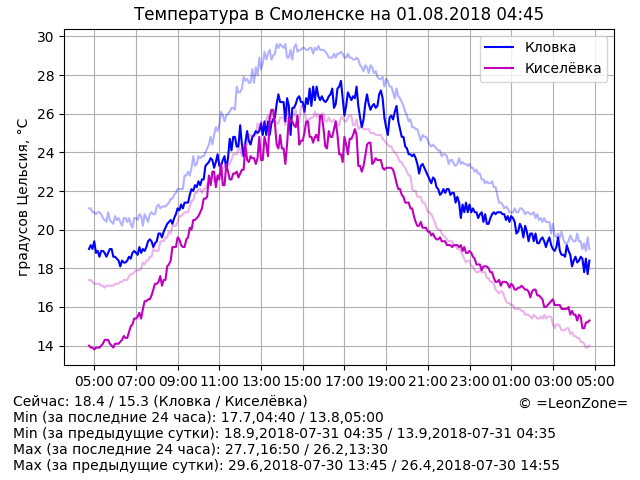 Температура в Смоленске на 01.08.2018 04:45
градусов Цельсия, °C
30
28
26
24
22
20
18
16
14
Кловка
Киселёвка
05:00 07:00 09:00 11:00 13:00 15:00 17:00 19:00 21:00 23:00 01:00 03:00 05:00
Сейчас: 18.4 / 15.3 (Кловка / Киселёвка)
© =LeonZone=
Min (за последние 24 часа): 17.7,04:40 / 13.8,05:00
Min (за предыдущие сутки): 18.9,2018-07-31 04:35 / 13.9,2018-07-31 04:35
Max (за последние 24 часа): 27.7,16:50 / 26.2,13:30
Max (за предыдущие сутки): 29.6,2018-07-30 13:45 / 26.4,2018-07-30 14:55